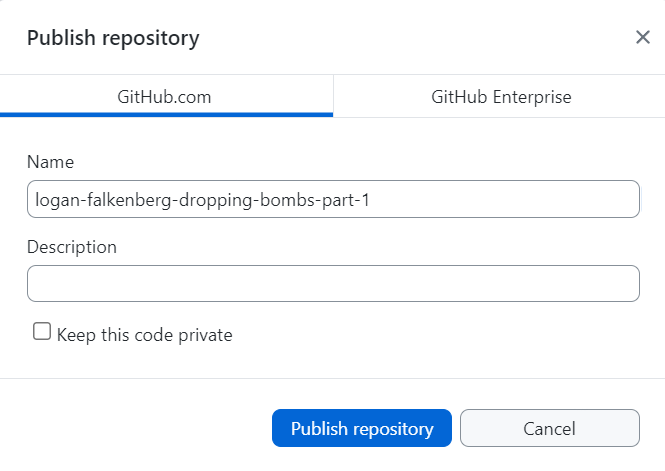 Publish repository
GitHub.com
GitHub Enterprise
Name
logan-falkenberg-dropping-bombs-part-1
Description
Keep this code private
Publish repository
Cancel